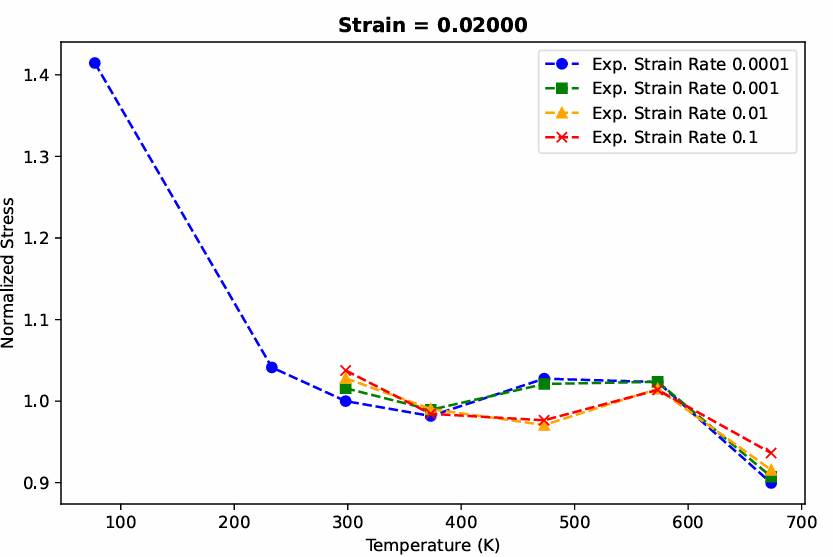 Strain = 0.02000
Exp. Strain Rate 0.0001
Exp. Strain Rate 0.001
Exp. Strain Rate 0.01
Exp. Strain Rate 0.1
Normalized Stress
1.4
1.3
1.2
1.1
1.0
0.9
100 200 300 400 500 600 700
Temperature (K)